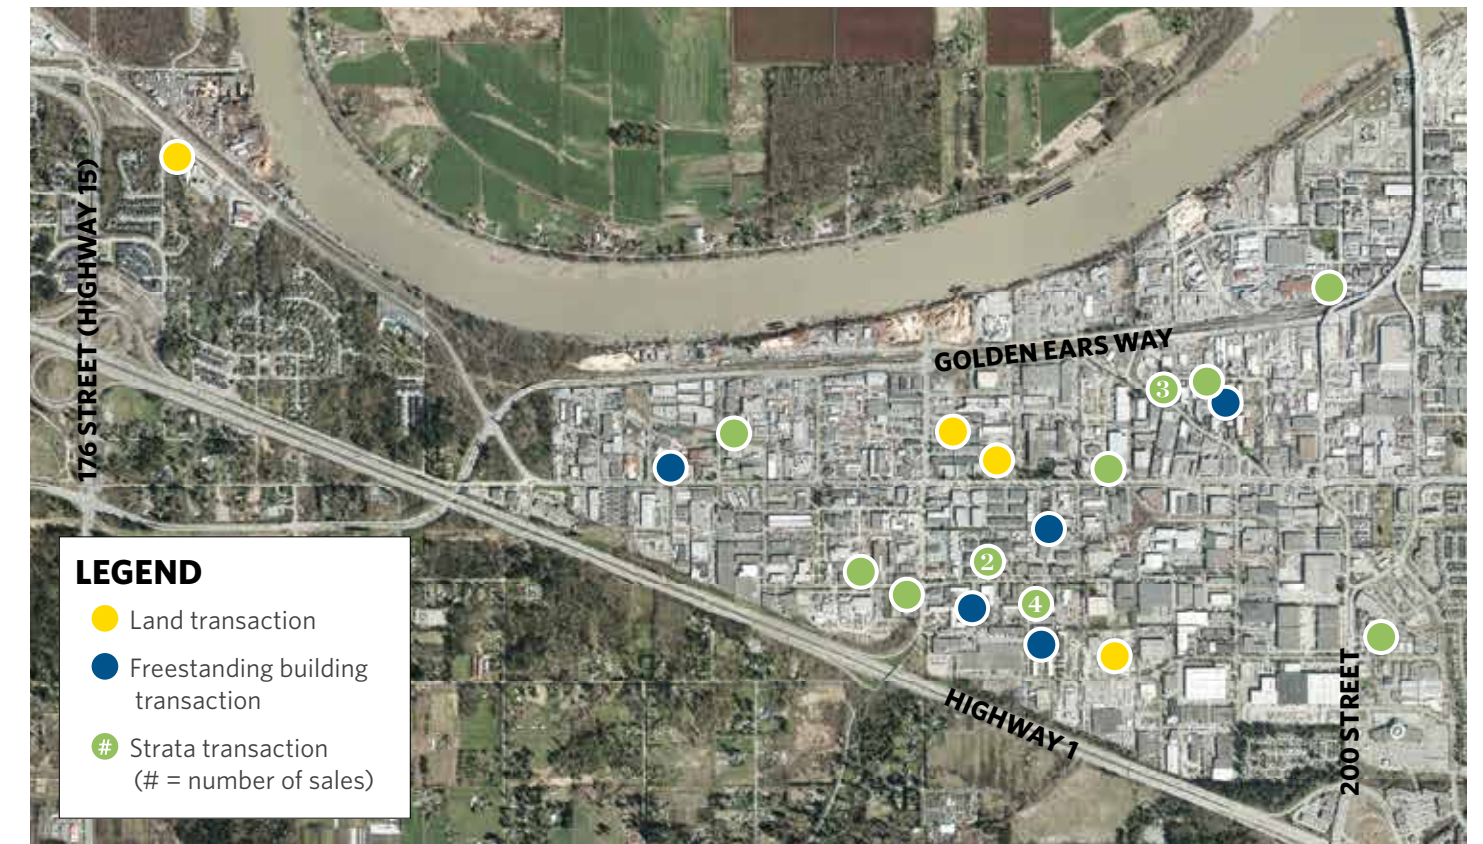 176 STREET (HIGHWAY 15)
GOLDEN EARS WAY
3
2
4
HIGHWAY 1
200 STREET
LEGEND
Land transaction
Freestanding building
transaction
# Strata transaction
(# = number of sales)